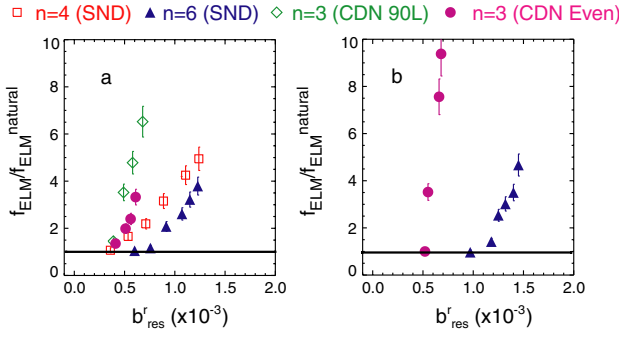 n=4 (SND) n=6 (SND) n=3 (CDN 90L) n=3 (CDN Even)
a
f_ELM/f_ELM^natural
10
8
6
4
2
0
0.0 0.5 1.0 1.5 2.0
b^r_res (x10^-3)
b
f_ELM/f_ELM^natural
10
8
6
4
2
0
0.0 0.5 1.0 1.5 2.0
b^r_res (x10^-3)